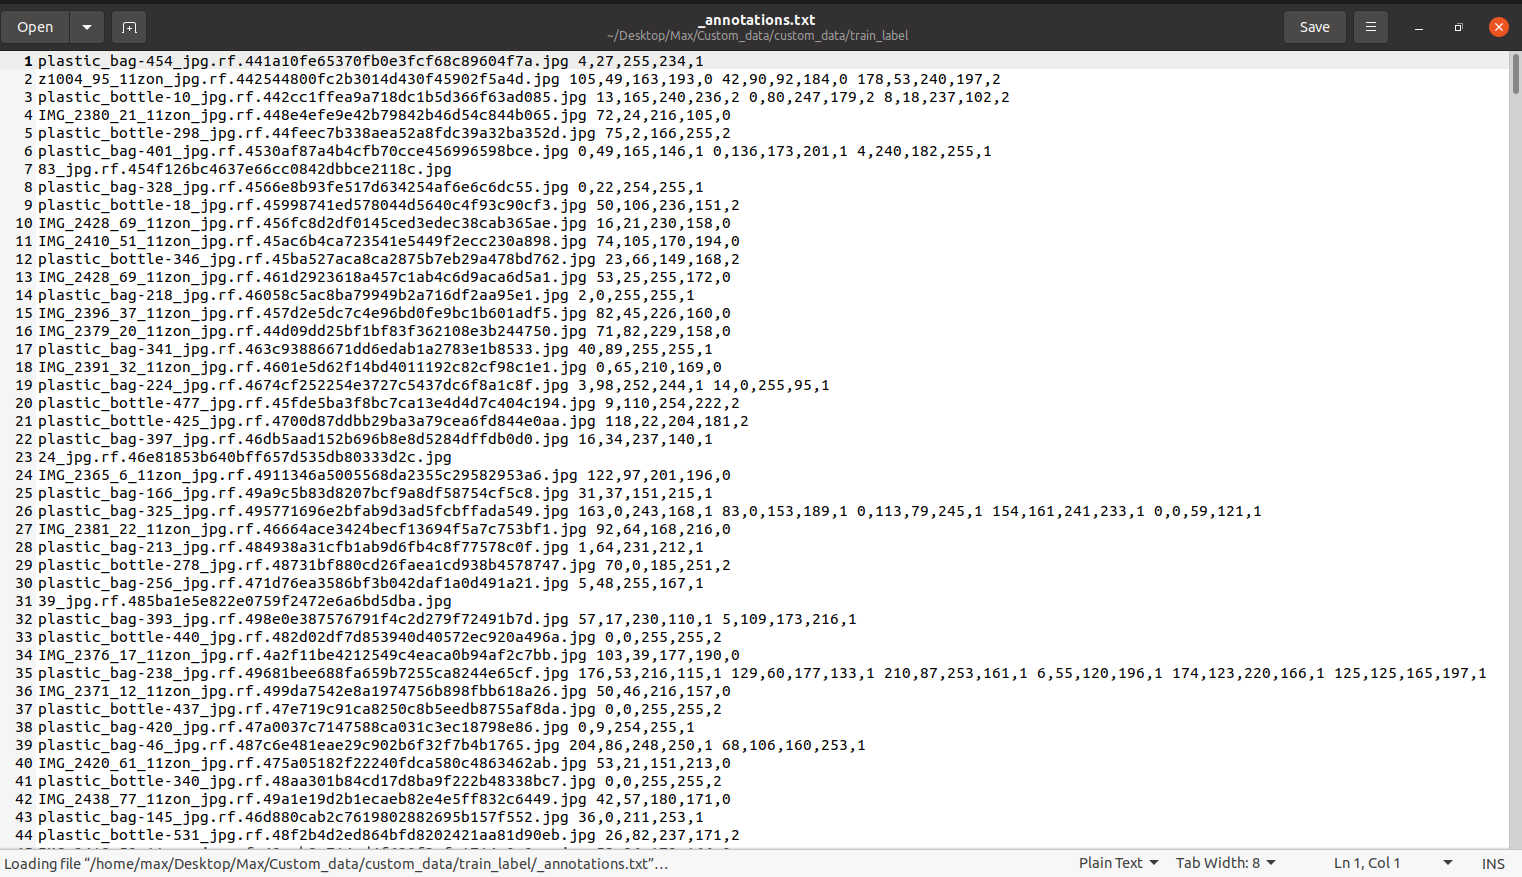 Open
_annotations.txt
~/Desktop/Max/Custom_data/custom_data/train_label
Save
1 plastic_bag-454_jpg.rf.441a10fe65370fb0e3fcf68c89604f7a.jpg 4,27,255,234,1
2 z1004_95_11zon_jpg.rf.442544800fc2b3014d430f45902f5a4d.jpg 105,49,163,193,0 42,90,92,184,0 178,53,240,197,2
3 plastic_bottle-10_jpg.rf.442cc1ffea9a718dc1b5d366f63ad085.jpg 13,165,240,236,2 0,80,247,179,2 8,18,237,102,2
4 IMG_2380_21_11zon_jpg.rf.448e4efe9e42b79842b46d54c844b065.jpg 72,24,216,105,0
5 plastic_bottle-298_jpg.rf.44feec7b338aea52a8fdc39a32ba352d.jpg 75,2,166,255,2
6 plastic_bag-401_jpg.rf.4530af87a4b4cfb70cce456996598bce.jpg 0,49,165,146,1 0,136,173,201,1 4,240,182,255,1
7 83_jpg.rf.454f126bc4637e66cc0842dbbce2118c.jpg
8 plastic_bag-328_jpg.rf.4566e8b93fe517d634254af6e6c6dc55.jpg 0,22,254,255,1
9 plastic_bottle-18_jpg.rf.45998741ed578044d5640c4f93c90cf3.jpg 50,106,236,151,2
10 IMG_2428_69_11zon_jpg.rf.456fc8d2df0145ced3edec38cab365ae.jpg 16,21,230,158,0
11 IMG_2410_51_11zon_jpg.rf.45ac6b4ca723541e5449f2ecc230a898.jpg 74,105,170,194,0
12 plastic_bottle-346_jpg.rf.45ba527aca8ca2875b7eb29a478bd762.jpg 23,66,149,168,2
13 IMG_2428_69_11zon_jpg.rf.461d2923618a457c1ab4c6d9aca6d5a1.jpg 53,25,255,172,0
14 plastic_bag-218_jpg.rf.46058c5ac8ba79949b2a716df2aa95e1.jpg 2,0,255,255,1
15 IMG_2396_37_11zon_jpg.rf.457d2e5dc7c4e96bd0fe9bc1b601adf5.jpg 82,45,226,160,0
16 IMG_2379_20_11zon_jpg.rf.44d09dd25bf1bf83f362108e3b244750.jpg 71,82,229,158,0
17 plastic_bag-341_jpg.rf.463c93886671dd6edab1a2783e1b8533.jpg 40,89,255,255,1
18 IMG_2391_32_11zon_jpg.rf.4601e5d62f14bd4011192c82cf98c1e1.jpg 0,65,210,169,0
19 plastic_bag-224_jpg.rf.4674cf252254e3727c5437dc6f8a1c8f.jpg 3,98,252,244,1 14,0,255,95,1
20 plastic_bottle-477_jpg.rf.45fde5ba3f8bc7ca13e4d4d7c404c194.jpg 9,110,254,222,2
21 plastic_bottle-425_jpg.rf.4700d87ddbb29ba3a79cea6fd844e0aa.jpg 118,22,204,181,2
22 plastic_bag-397_jpg.rf.46db5aad152b696b8e8d5284dffdb0d0.jpg 16,34,237,140,1
23 24_jpg.rf.46e81853b640bff657d535db80333d2c.jpg
24 IMG_2365_6_11zon_jpg.rf.4911346a5005568da2355c29582953a6.jpg 122,97,201,196,0
25 plastic_bag-166_jpg.rf.49a9c5b83d8207bcf9a8df58754cf5c8.jpg 31,37,151,215,1
26 plastic_bag-325_jpg.rf.495771696e2bfab9d3ad5fcbffada549.jpg 163,0,243,168,1 83,0,153,189,1 0,113,79,245,1 154,161,241,233,1 0,0,59,121,1
27 IMG_2381_22_11zon_jpg.rf.46664ace3424becf13694f5a7c753bf1.jpg 92,64,168,216,0
28 plastic_bag-213_jpg.rf.484938a31cfb1ab9d6fb4c8f77578c0f.jpg 1,64,231,212,1
29 plastic_bottle-278_jpg.rf.48731bf880cd26faea1cd938b4578747.jpg 70,0,185,251,2
30 plastic_bag-256_jpg.rf.471d76ea3586bf3b042daf1a0d491a21.jpg 5,48,255,167,1
31 39_jpg.rf.485ba1e5e822e0759f2472e6a6bd5dba.jpg
32 plastic_bag-393_jpg.rf.498e0e387576791f4c2d279f72491b7d.jpg 57,17,230,110,1 5,109,173,216,1
33 plastic_bottle-440_jpg.rf.482d02df7d853940d40572ec920a496a.jpg 0,0,255,255,2
34 IMG_2376_17_11zon_jpg.rf.4a2f11be4212549c4eaca0b94af2c7bb.jpg 103,39,177,190,0
35 plastic_bag-238_jpg.rf.49681bee688fa659b7255ca8244e65cf.jpg 176,53,216,115,1 129,60,177,133,1 210,87,253,161,1 6,55,120,196,1 174,123,220,166,1 125,125,165,197,1
36 IMG_2371_12_11zon_jpg.rf.499da7542e8a1974756b898fbb618a26.jpg 50,46,216,157,0
37 plastic_bottle-437_jpg.rf.47e719c91ca8250c8b5eedb8755af8da.jpg 0,0,255,255,2
38 plastic_bag-420_jpg.rf.47a0037c7147588ca031c3ec18798e86.jpg 0,9,254,255,1
39 plastic_bag-46_jpg.rf.487c6e481eae29c902b6f32f7b4b1765.jpg 204,86,248,250,1 68,106,160,253,1
40 IMG_2420_61_11zon_jpg.rf.475a05182f22240fdca580c4863462ab.jpg 53,21,151,213,0
41 plastic_bottle-340_jpg.rf.48aa301b84cd17d8ba9f222b48338bc7.jpg 0,0,255,255,2
42 IMG_2438_77_11zon_jpg.rf.49a1e19d2b1ecaeb82e4e5ff832c6449.jpg 42,57,180,171,0
43 plastic_bag-145_jpg.rf.46d880cab2c7619802882695b157f552.jpg 36,0,211,253,1
44 plastic_bottle-531_jpg.rf.48f2b4d2ed864bfd8202421aa81d90eb.jpg 26,82,237,171,2
Loading file “/home/max/Desktop/Max/Custom_data/custom_data/train_label/_annotations.txt”…
Plain Text
Tab Width: 8
Ln 1, Col 1
INS